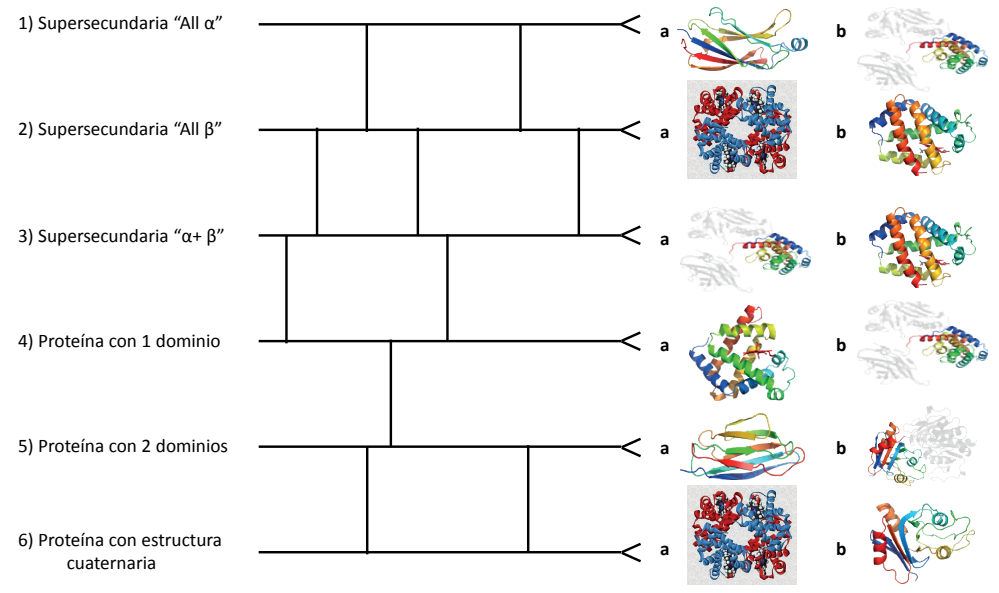 1) Supersecundaria “All α”
a b
2) Supersecundaria “All β”
a b
3) Supersecundaria “α+ β”
a b
4) Proteína con 1 dominio
a b
5) Proteína con 2 dominios
a b
6) Proteína con estructura
cuaternaria
a b